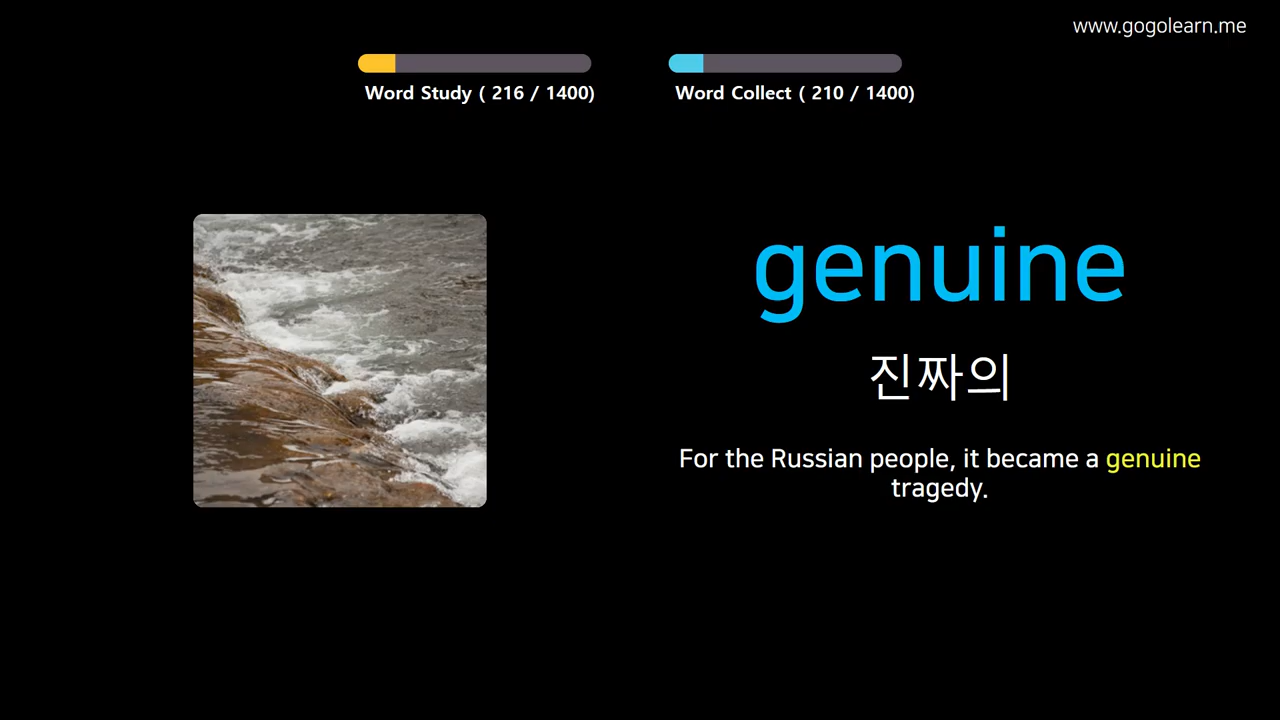 www.gogolearn.me
Word Study ( 216 / 1400)
Word Collect ( 210 / 1400)
genuine
진짜의
For the Russian people, it became a genuine
tragedy.